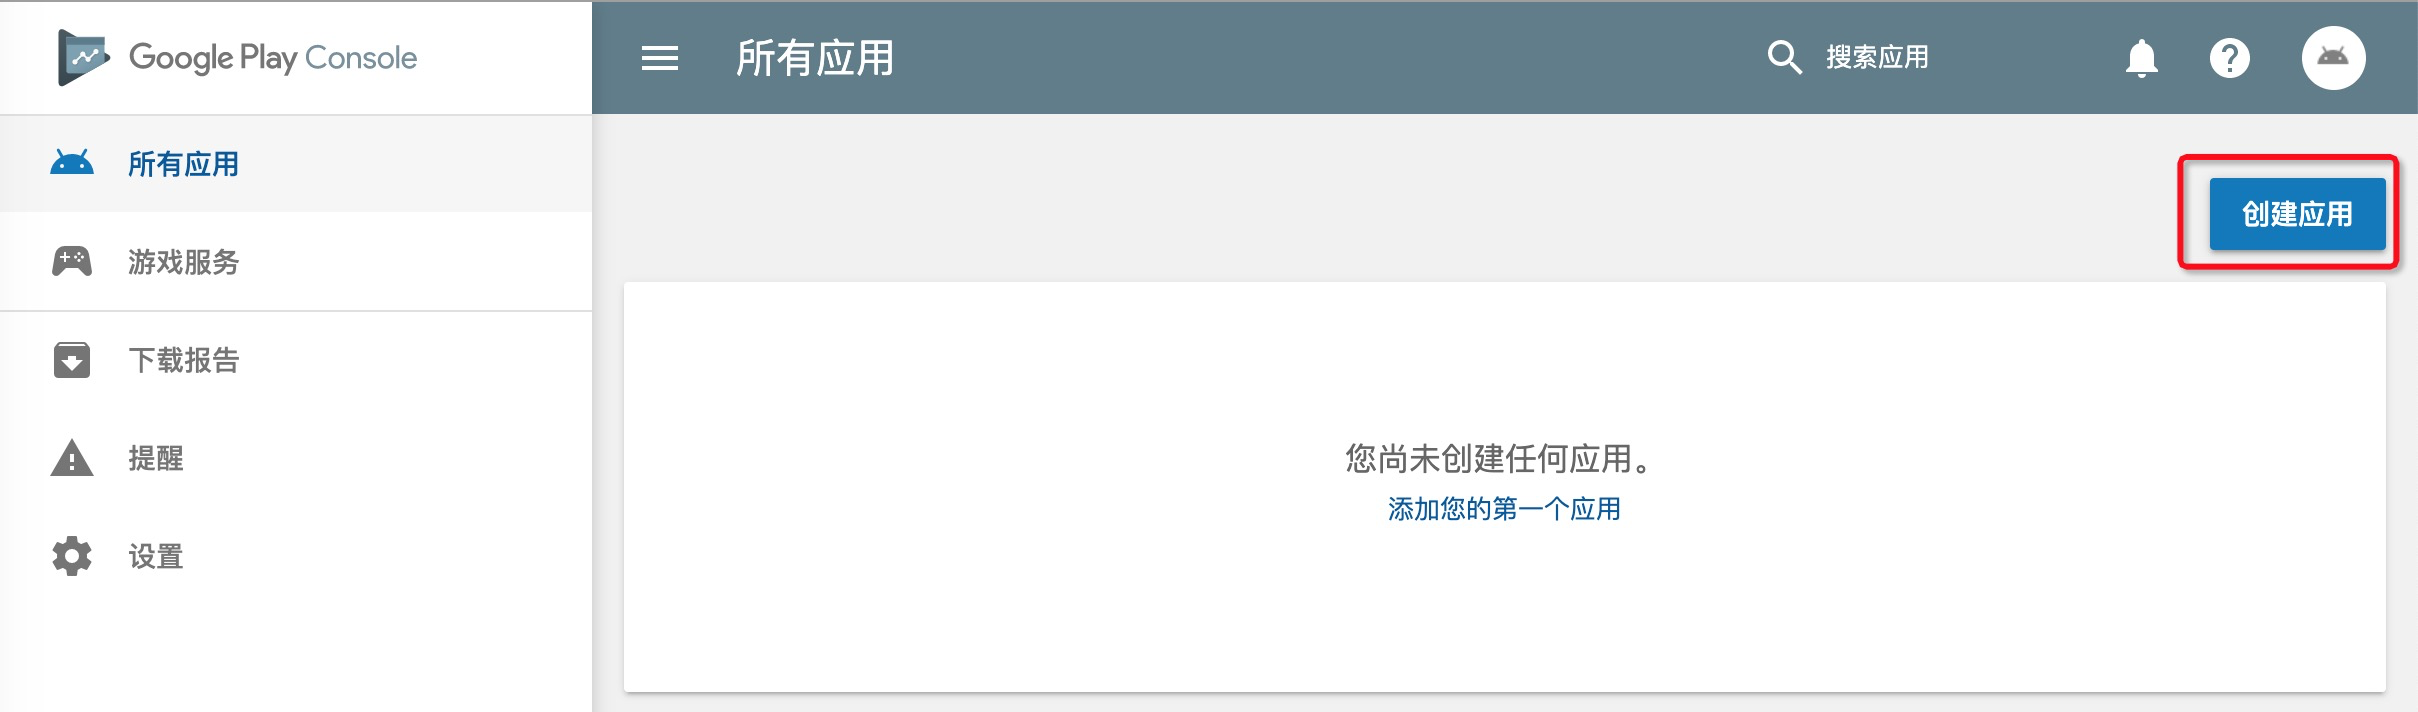 Google Play Console
所有应用
搜索应用
所有应用
游戏服务
下载报告
提醒
设置
创建应用
您尚未创建任何应用。
添加您的第一个应用